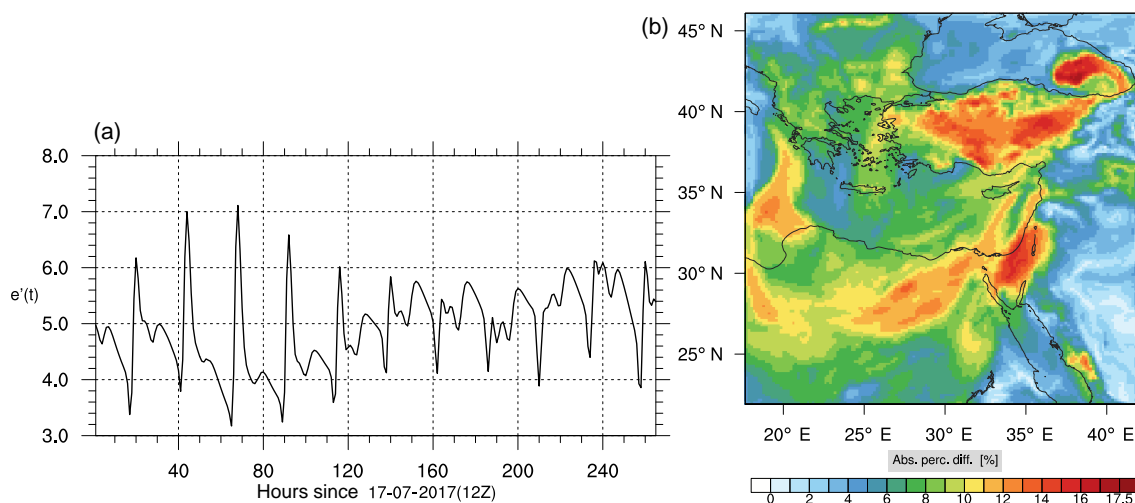 (a)
8.0
7.0
6.0
5.0
4.0
3.0
e'(t)
40 80 120 160 200 240
Hours since 17-07-2017(12Z)
(b)
45° N
40° N
35° N
30° N
25° N
20° E 25° E 30° E 35° E 40° E
Abs. perc. diff. [%]
0 2 4 6 8 10 12 14 16 17.5